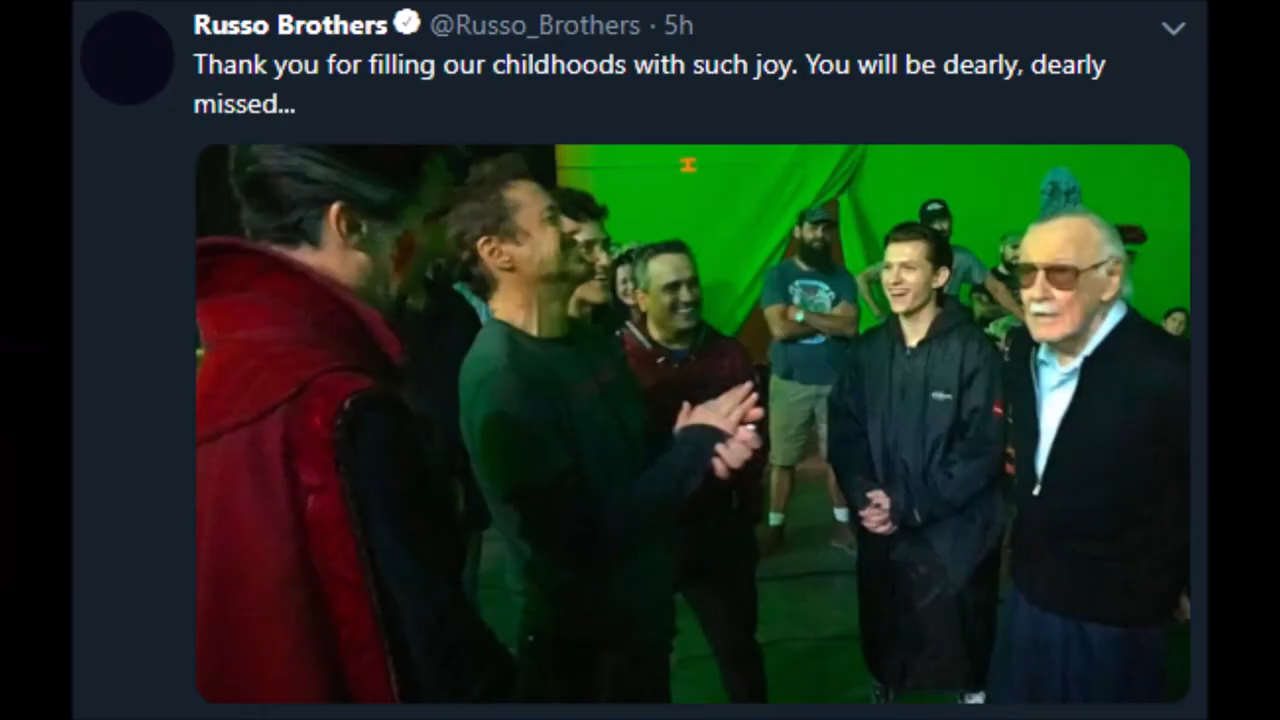 Russo Brothers @Russo_Brothers · 5h
Thank you for filling our childhoods with such joy. You will be dearly, dearly
missed...